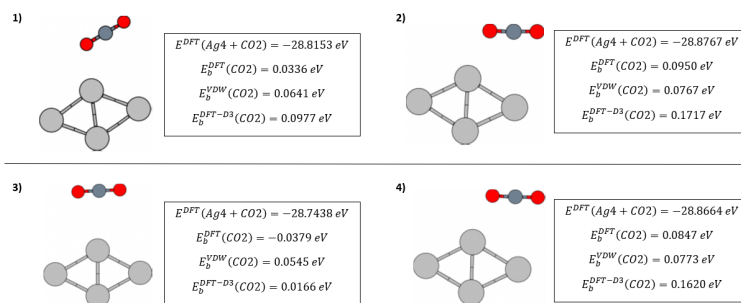 1)
E^DFT(Ag4 + CO2) = −28.8153 eV
E_b^DFT(CO2) = 0.0336 eV
E_b^VDW(CO2) = 0.0641 eV
E_b^DFT−D3(CO2) = 0.0977 eV
2)
E^DFT(Ag4 + CO2) = −28.8767 eV
E_b^DFT(CO2) = 0.0950 eV
E_b^VDW(CO2) = 0.0767 eV
E_b^DFT−D3(CO2) = 0.1717 eV
3)
E^DFT(Ag4 + CO2) = −28.7438 eV
E_b^DFT(CO2) = −0.0379 eV
E_b^VDW(CO2) = 0.0545 eV
E_b^DFT−D3(CO2) = 0.0166 eV
4)
E^DFT(Ag4 + CO2) = −28.8664 eV
E_b^DFT(CO2) = 0.0847 eV
E_b^VDW(CO2) = 0.0773 eV
E_b^DFT−D3(CO2) = 0.1620 eV